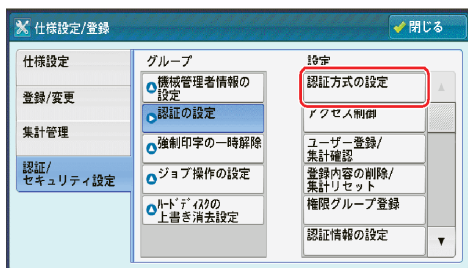 仕様設定/登録
閉じる
仕様設定
登録/変更
集計管理
認証/
セキュリティ設定
グループ
機械管理者情報の
設定
認証の設定
強制印字の一時解除
ジョブ操作の設定
ﾊｰﾄﾞﾃﾞｨｽｸの
上書き消去設定
設定
認証方式の設定
アクセス制御
ユーザー登録/
集計確認
登録内容の削除/
集計リセット
権限グループ登録
認証情報の設定